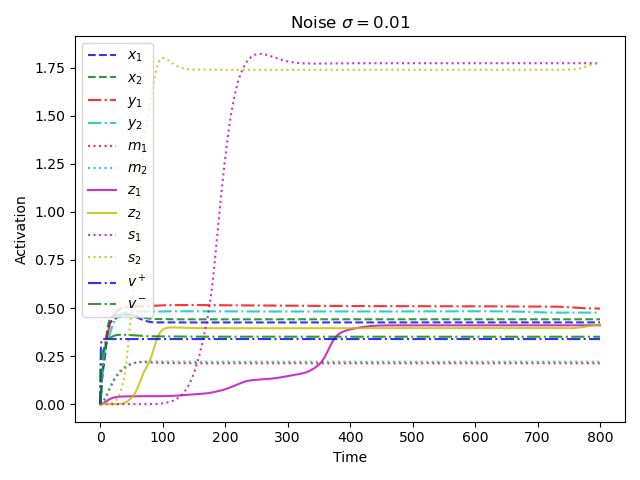 Noise σ = 0.01
Activation
1.75
1.50
1.25
1.00
0.75
0.50
0.25
0.00
x₁
x₂
y₁
y₂
m₁
m₂
z₁
z₂
s₁
s₂
v⁺
v⁻
0 100 200 300 400 500 600 700 800
Time